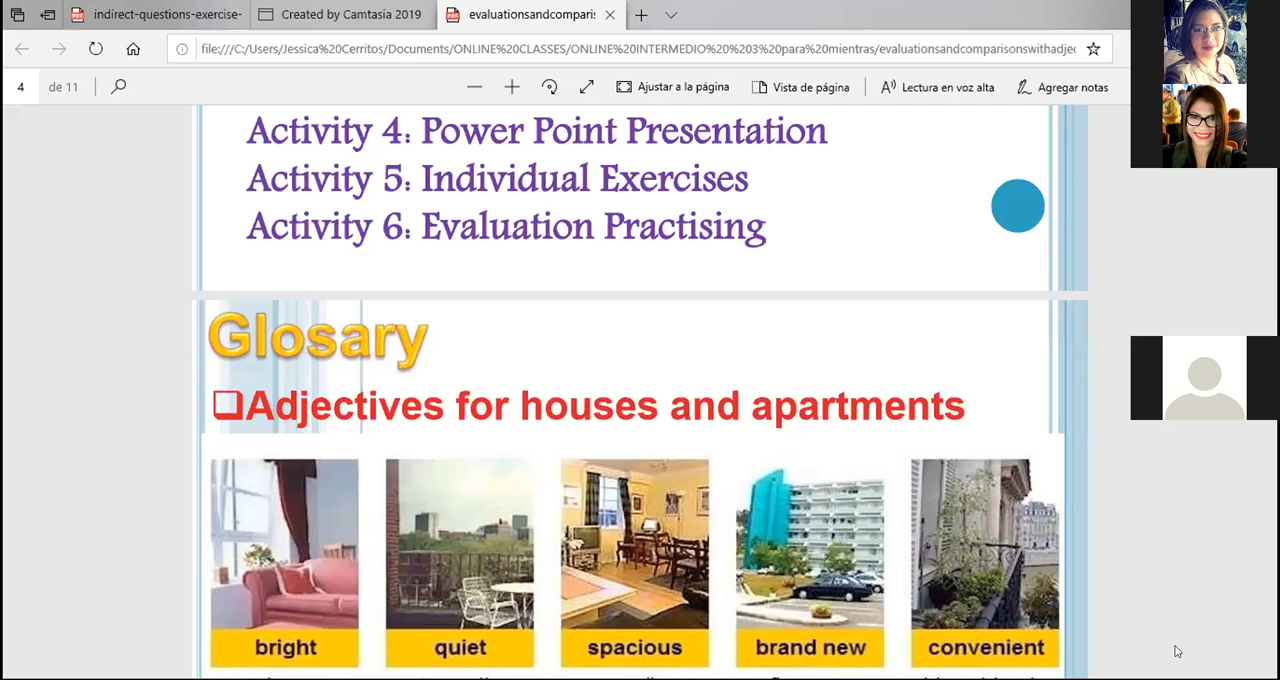 indirect-questions-exercise-
Created by Camtasia 2019
evaluationsandcomparis
file:///C:/Users/Jessica%20Cerritos/Documents/ONLINE%20CLASSES/ONLINE%20INTERMEDIO%20%203%20para%20mientras/evaluationsandcomparisonswithadjec
4 de 11
Ajustar a la página
Vista de página
Lectura en voz alta
Agregar notas
Activity 4: Power Point Presentation
Activity 5: Individual Exercises
Activity 6: Evaluation Practising
Glosary
Adjectives for houses and apartments
bright quiet spacious brand new convenient